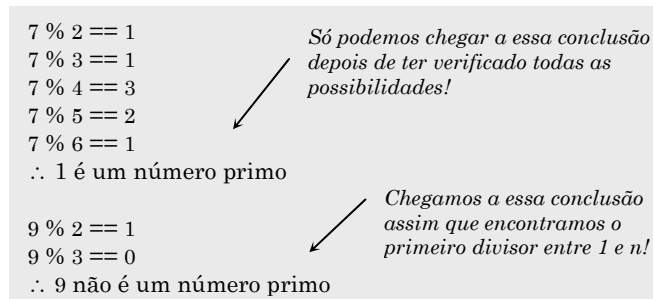 7 % 2 == 1
7 % 3 == 1
7 % 4 == 3
7 % 5 == 2
7 % 6 == 1
∴ 1 é um número primo
Só podemos chegar a essa conclusão
depois de ter verificado todas as
possibilidades!
9 % 2 == 1
9 % 3 == 0
∴ 9 não é um número primo
Chegamos a essa conclusão
assim que encontramos o
primeiro divisor entre 1 e n!